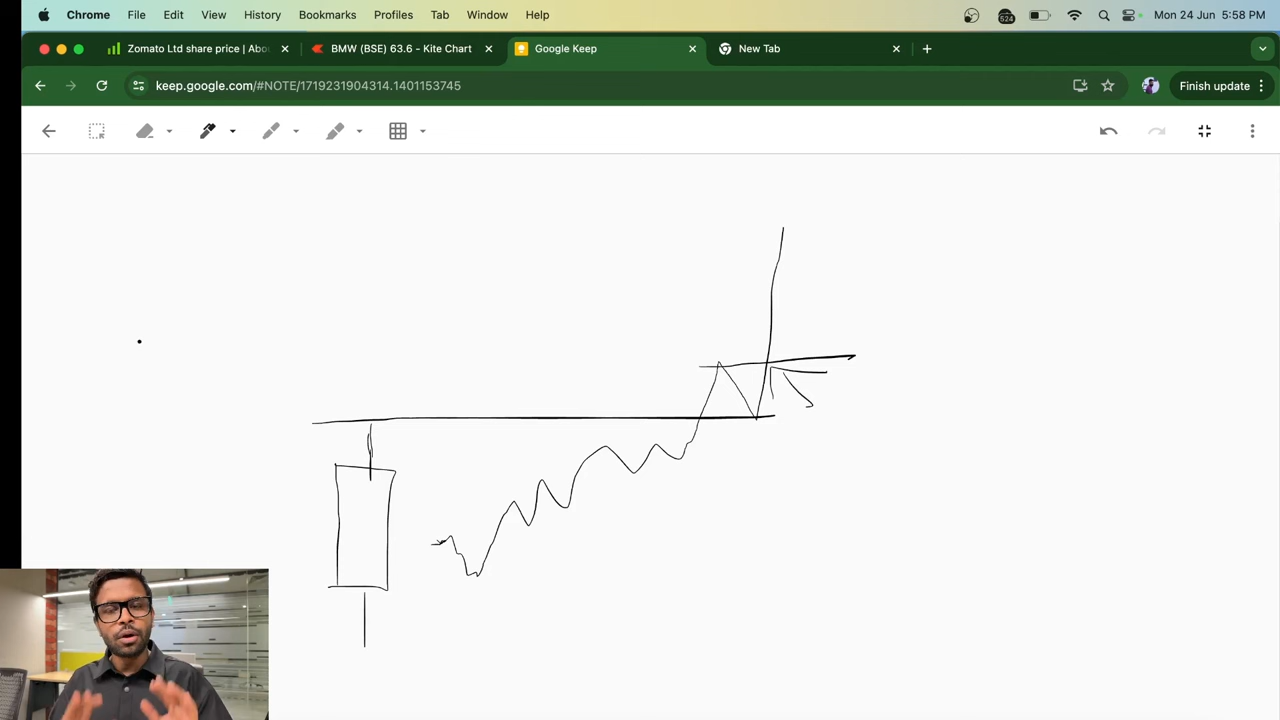 Chrome File Edit View History Bookmarks Profiles Tab Window Help 524 Mon 24 Jun 5:58 PM
Zomato Ltd share price | Abo BMW (BSE) 63.6 - Kite Chart Google Keep New Tab
keep.google.com/#NOTE/1719231904314.1401153745 Finish update